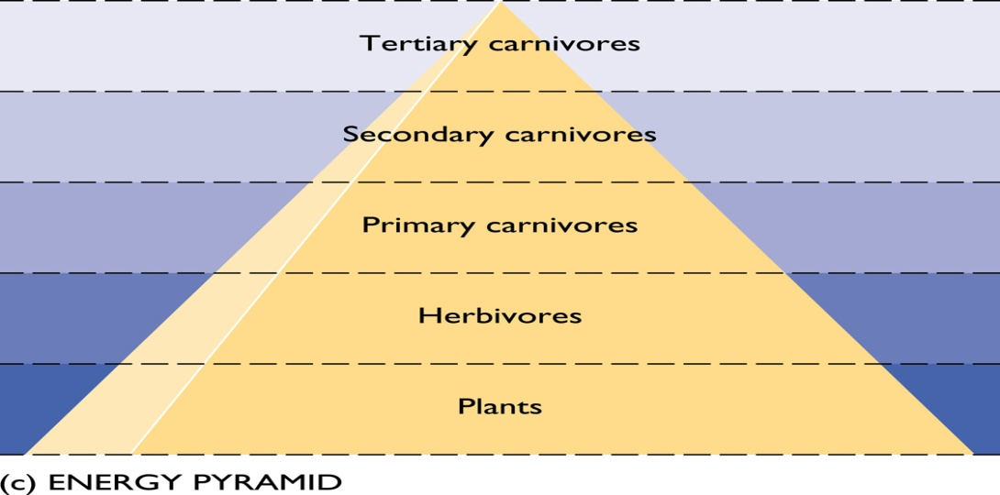 Tertiary carnivores
Secondary carnivores
Primary carnivores
Herbivores
Plants
(c) ENERGY PYRAMID